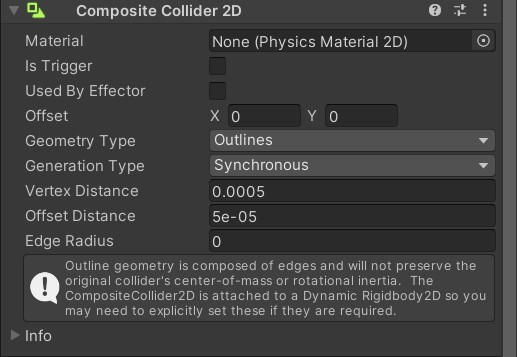 Composite Collider 2D
Material None (Physics Material 2D)
Is Trigger
Used By Effector
Offset X 0 Y 0
Geometry Type Outlines
Generation Type Synchronous
Vertex Distance 0.0005
Offset Distance 5e-05
Edge Radius 0
Outline geometry is composed of edges and will not preserve the
original collider's center-of-mass or rotational inertia. The
CompositeCollider2D is attached to a Dynamic Rigidbody2D so you
may need to explicitly set these if they are required.
Info